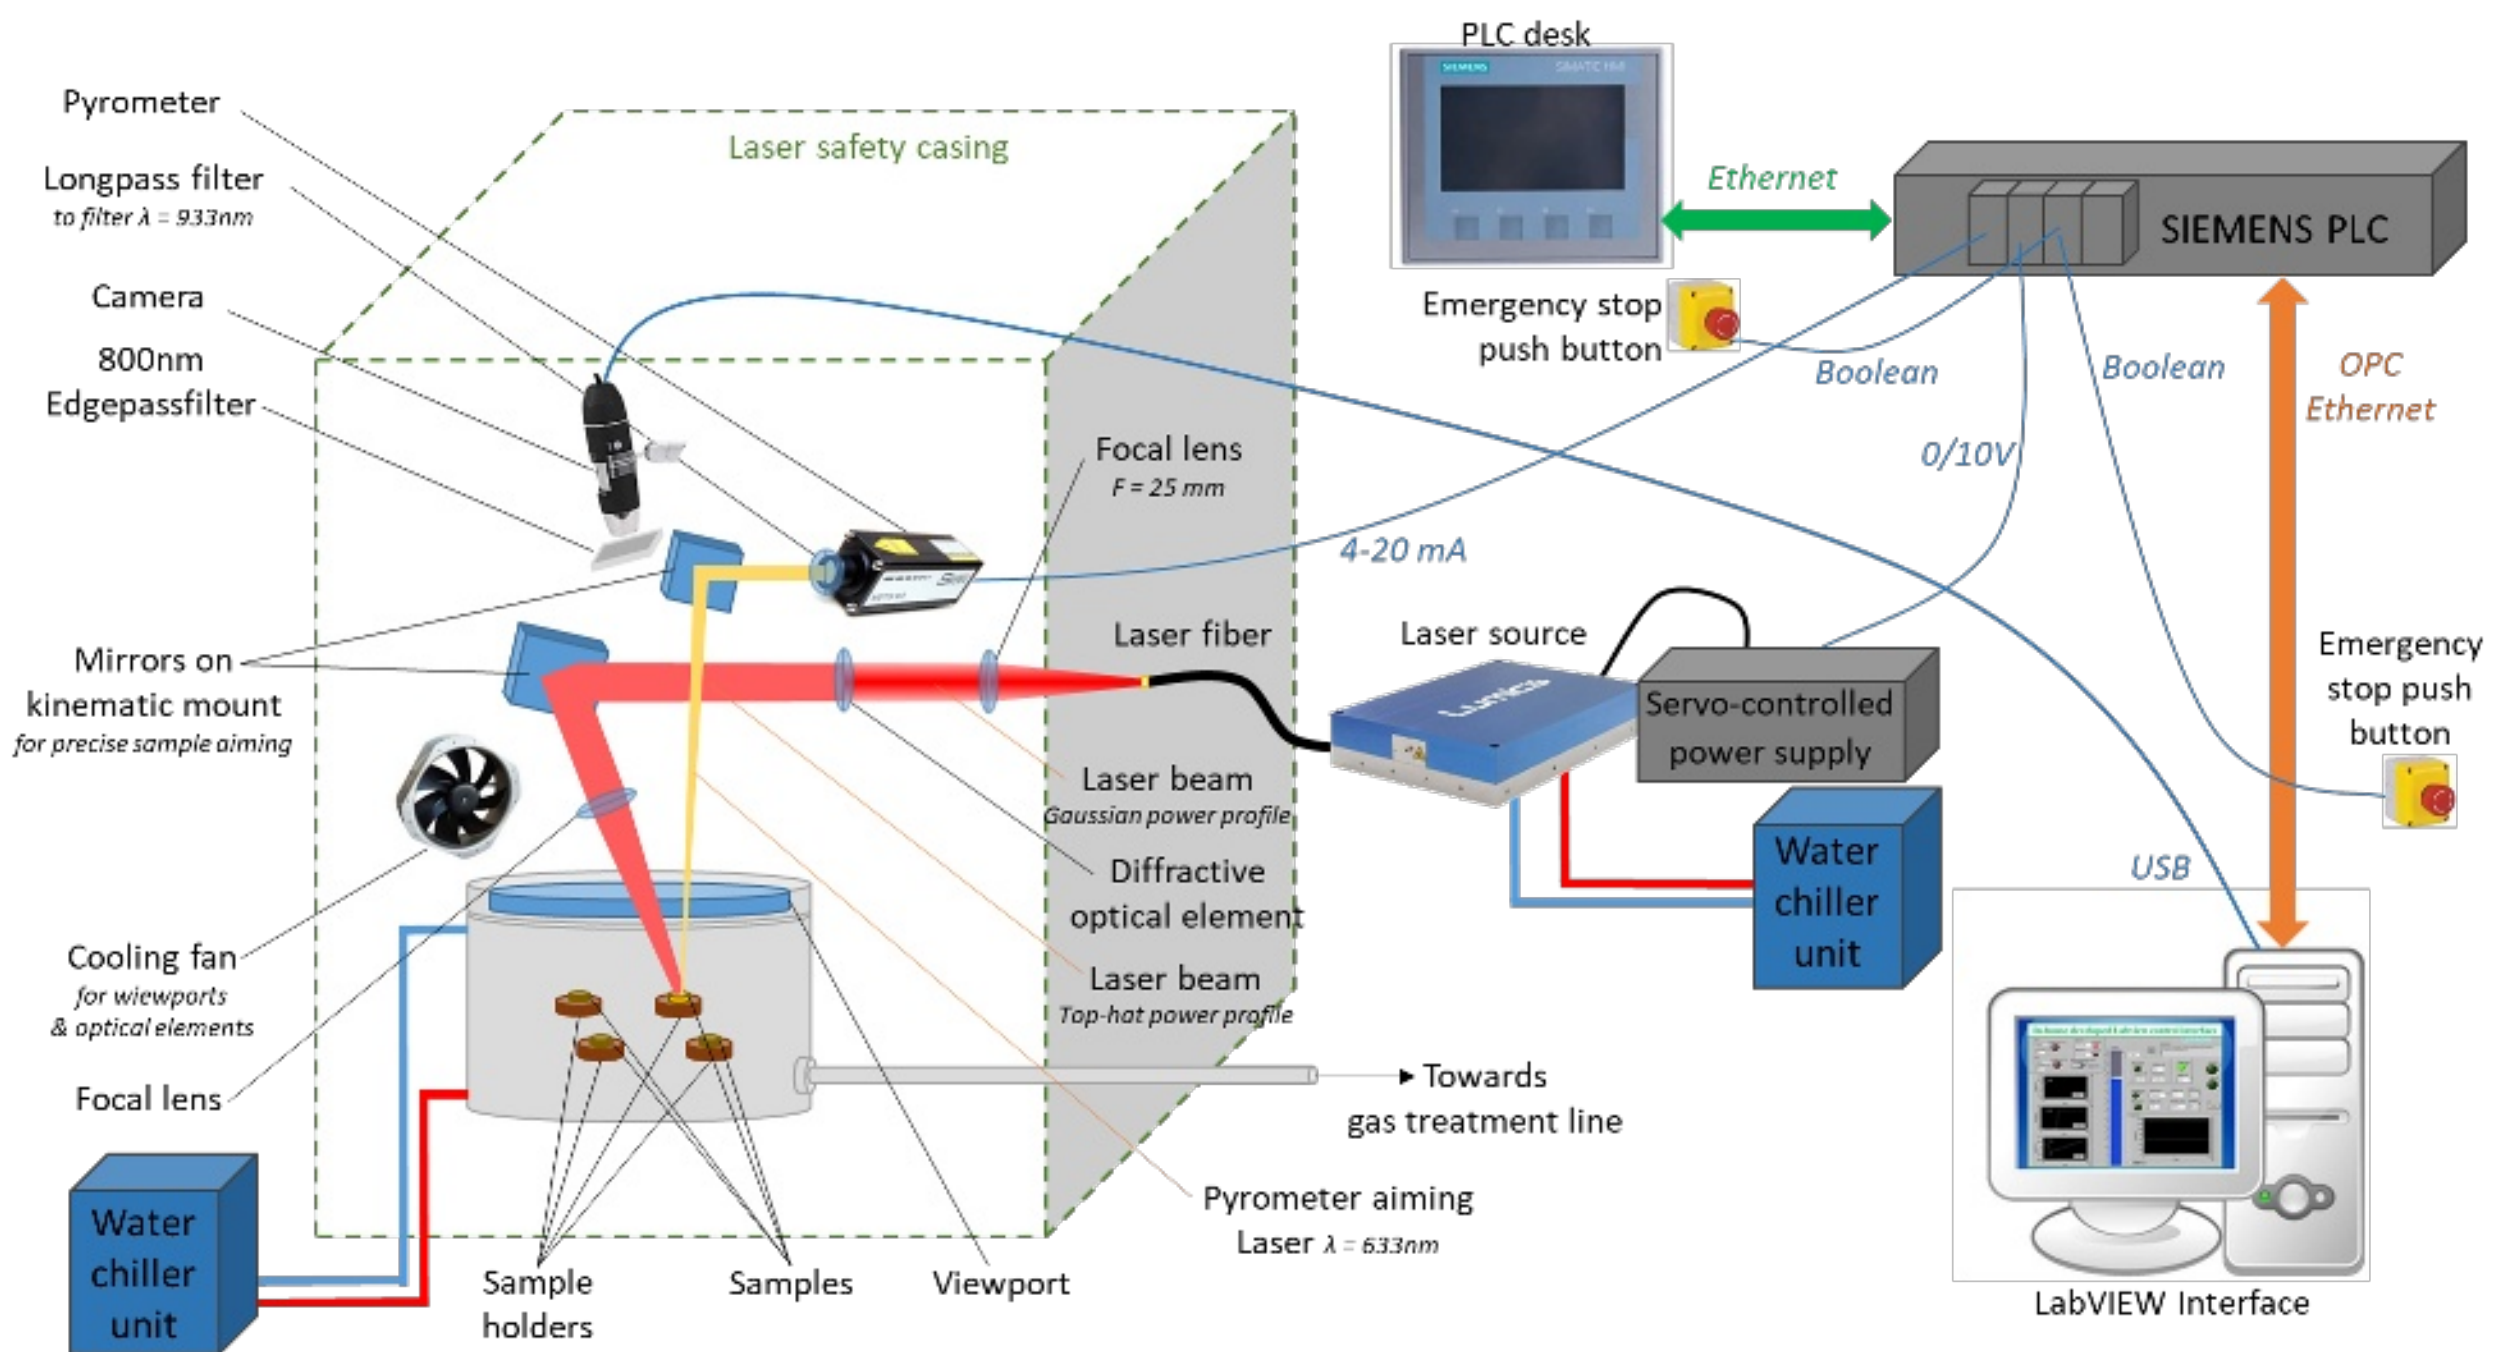 PLC desk
SIEMENS
SIMATIC HMI
Pyrometer
Laser safety casing
Longpass filter
to filter λ = 933nm
Ethernet
SIEMENS PLC
Camera
Emergency stop
push button
800nm
Edgepassfilter
Boolean
Boolean
OPC
Ethernet
Focal lens
F = 25 mm
0/10V
4-20 mA
Laser fiber
Laser source
Lumics
Mirrors on
kinematic mount
for precise sample aiming
Servo-controlled
power supply
Emergency
stop push
button
Laser beam
Gaussian power profile
Diffractive
optical element
Water
chiller
unit
USB
Cooling fan
for wiewports
& optical elements
Laser beam
Top-hat power profile
Focal lens
Towards
gas treatment line
Pyrometer aiming
Laser λ = 633nm
Water
chiller
unit
Sample
holders
Samples
Viewport
LabVIEW Interface